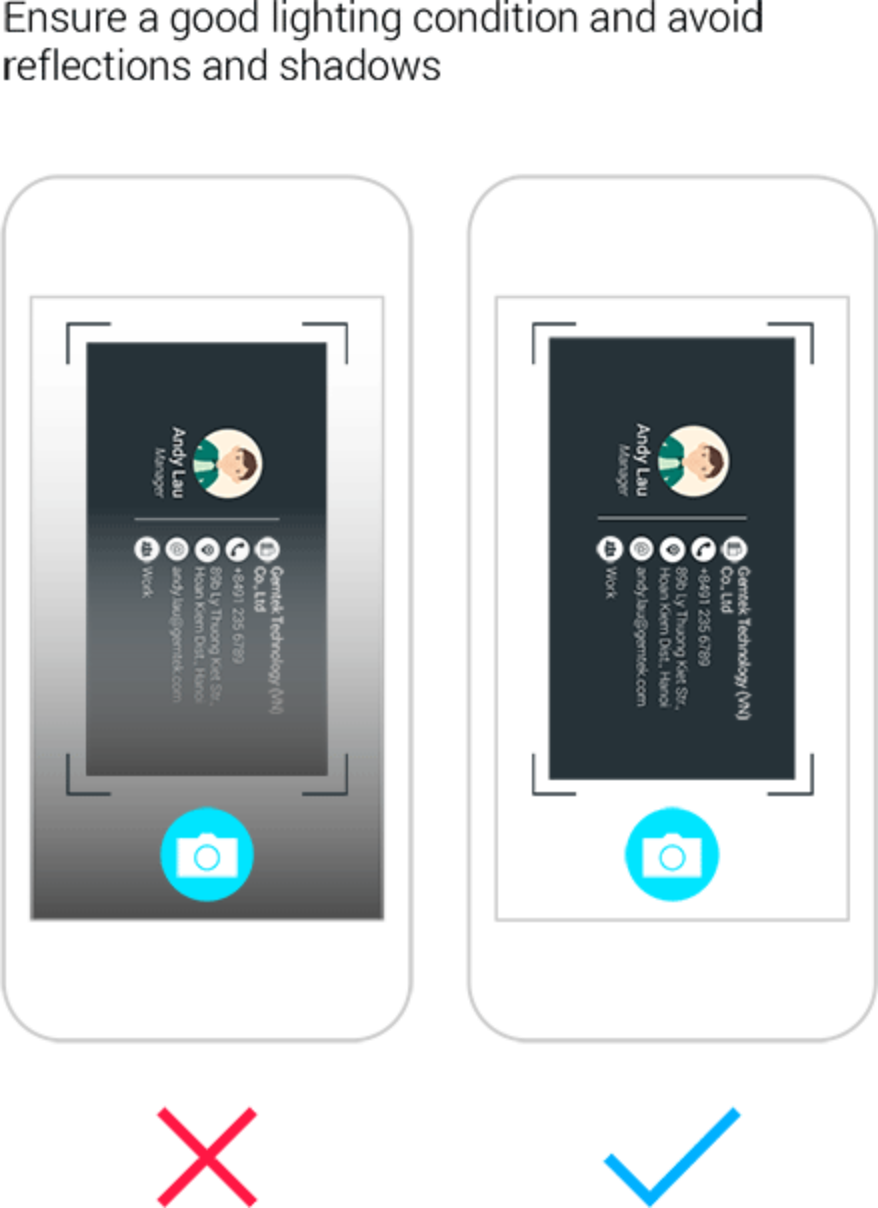 Ensure a good lighting condition and avoid
reflections and shadows
Andy Lau
Manager
Gemtek Technology (VN)
Co., Ltd
+8491 235 6789
89b Ly Thuong Kiet Str.,
Hoan Kiem Dist., Hanoi
andy.lau@gemtek.com
Work
Andy Lau
Manager
Gemtek Technology (VN)
Co., Ltd
+8491 235 6789
89b Ly Thuong Kiet Str.,
Hoan Kiem Dist., Hanoi
andy.lau@gemtek.com
Work